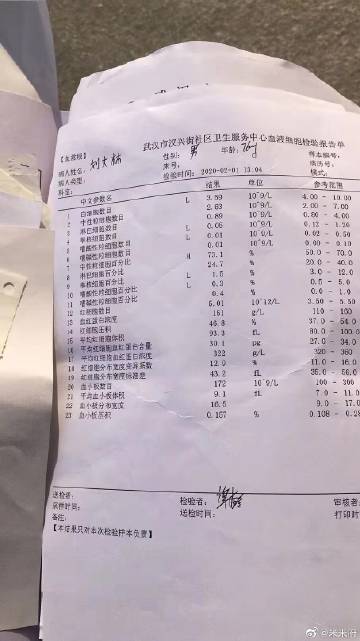 武汉市汉兴街社区卫生服务中心血液细胞检验报告单
病人姓名: 性别: 男 年龄: 样本编号:
病人类型: 床号: 病历号:
科室: 检验时间: 2020-02-01 13:04 模式:
中文参数名 结果 单位 参考范围
1 白细胞数目 L 3.59 10^9/L 4.00 - 10.00
2 中性粒细胞数目 2.63 10^9/L 2.00 - 7.00
3 淋巴细胞数目 0.89 10^9/L 0.80 - 4.00
4 单核细胞数目 L 0.05 10^9/L 0.12 - 1.20
5 嗜酸性粒细胞数目 L 0.01 10^9/L 0.02 - 0.50
6 嗜碱性粒细胞数目 0.01 10^9/L 0.00 - 0.10
7 中性粒细胞百分比 H 73.1 % 50.0 - 70.0
8 淋巴细胞百分比 24.7 % 20.0 - 40.0
9 单核细胞百分比 L 1.5 % 3.0 - 12.0
10 嗜酸性粒细胞百分比 L 0.3 % 0.5 - 5.0
11 嗜碱性粒细胞百分比 0.4 % 0.0 - 1.0
12 红细胞数目 5.01 10^12/L 3.50 - 5.50
13 血红蛋白浓度 151 g/L 110 - 160
14 红细胞压积 46.8 % 37.0 - 54.0
15 平均红细胞体积 93.3 fL 80.0 - 100.0
16 平均红细胞血红蛋白含量 30.1 pg 27.0 - 34.0
17 平均红细胞血红蛋白浓度 322 g/L 320 - 360
18 红细胞分布宽度变异系数 12.0 % 11.0 - 16.0
19 红细胞分布宽度标准差 43.2 fL 35.0 - 56.0
20 血小板数目 172 10^9/L 100 - 300
21 平均血小板体积 9.1 fL 7.0 - 11.0
22 血小板分布宽度 16.5 9.0 - 17.0
23 血小板压积 0.157 % 0.108 - 0.28
送检者: 检验者: 审核者:
采样时间: 送检时间: 打印时
备注:
【本结果只对本次检验样本负责】